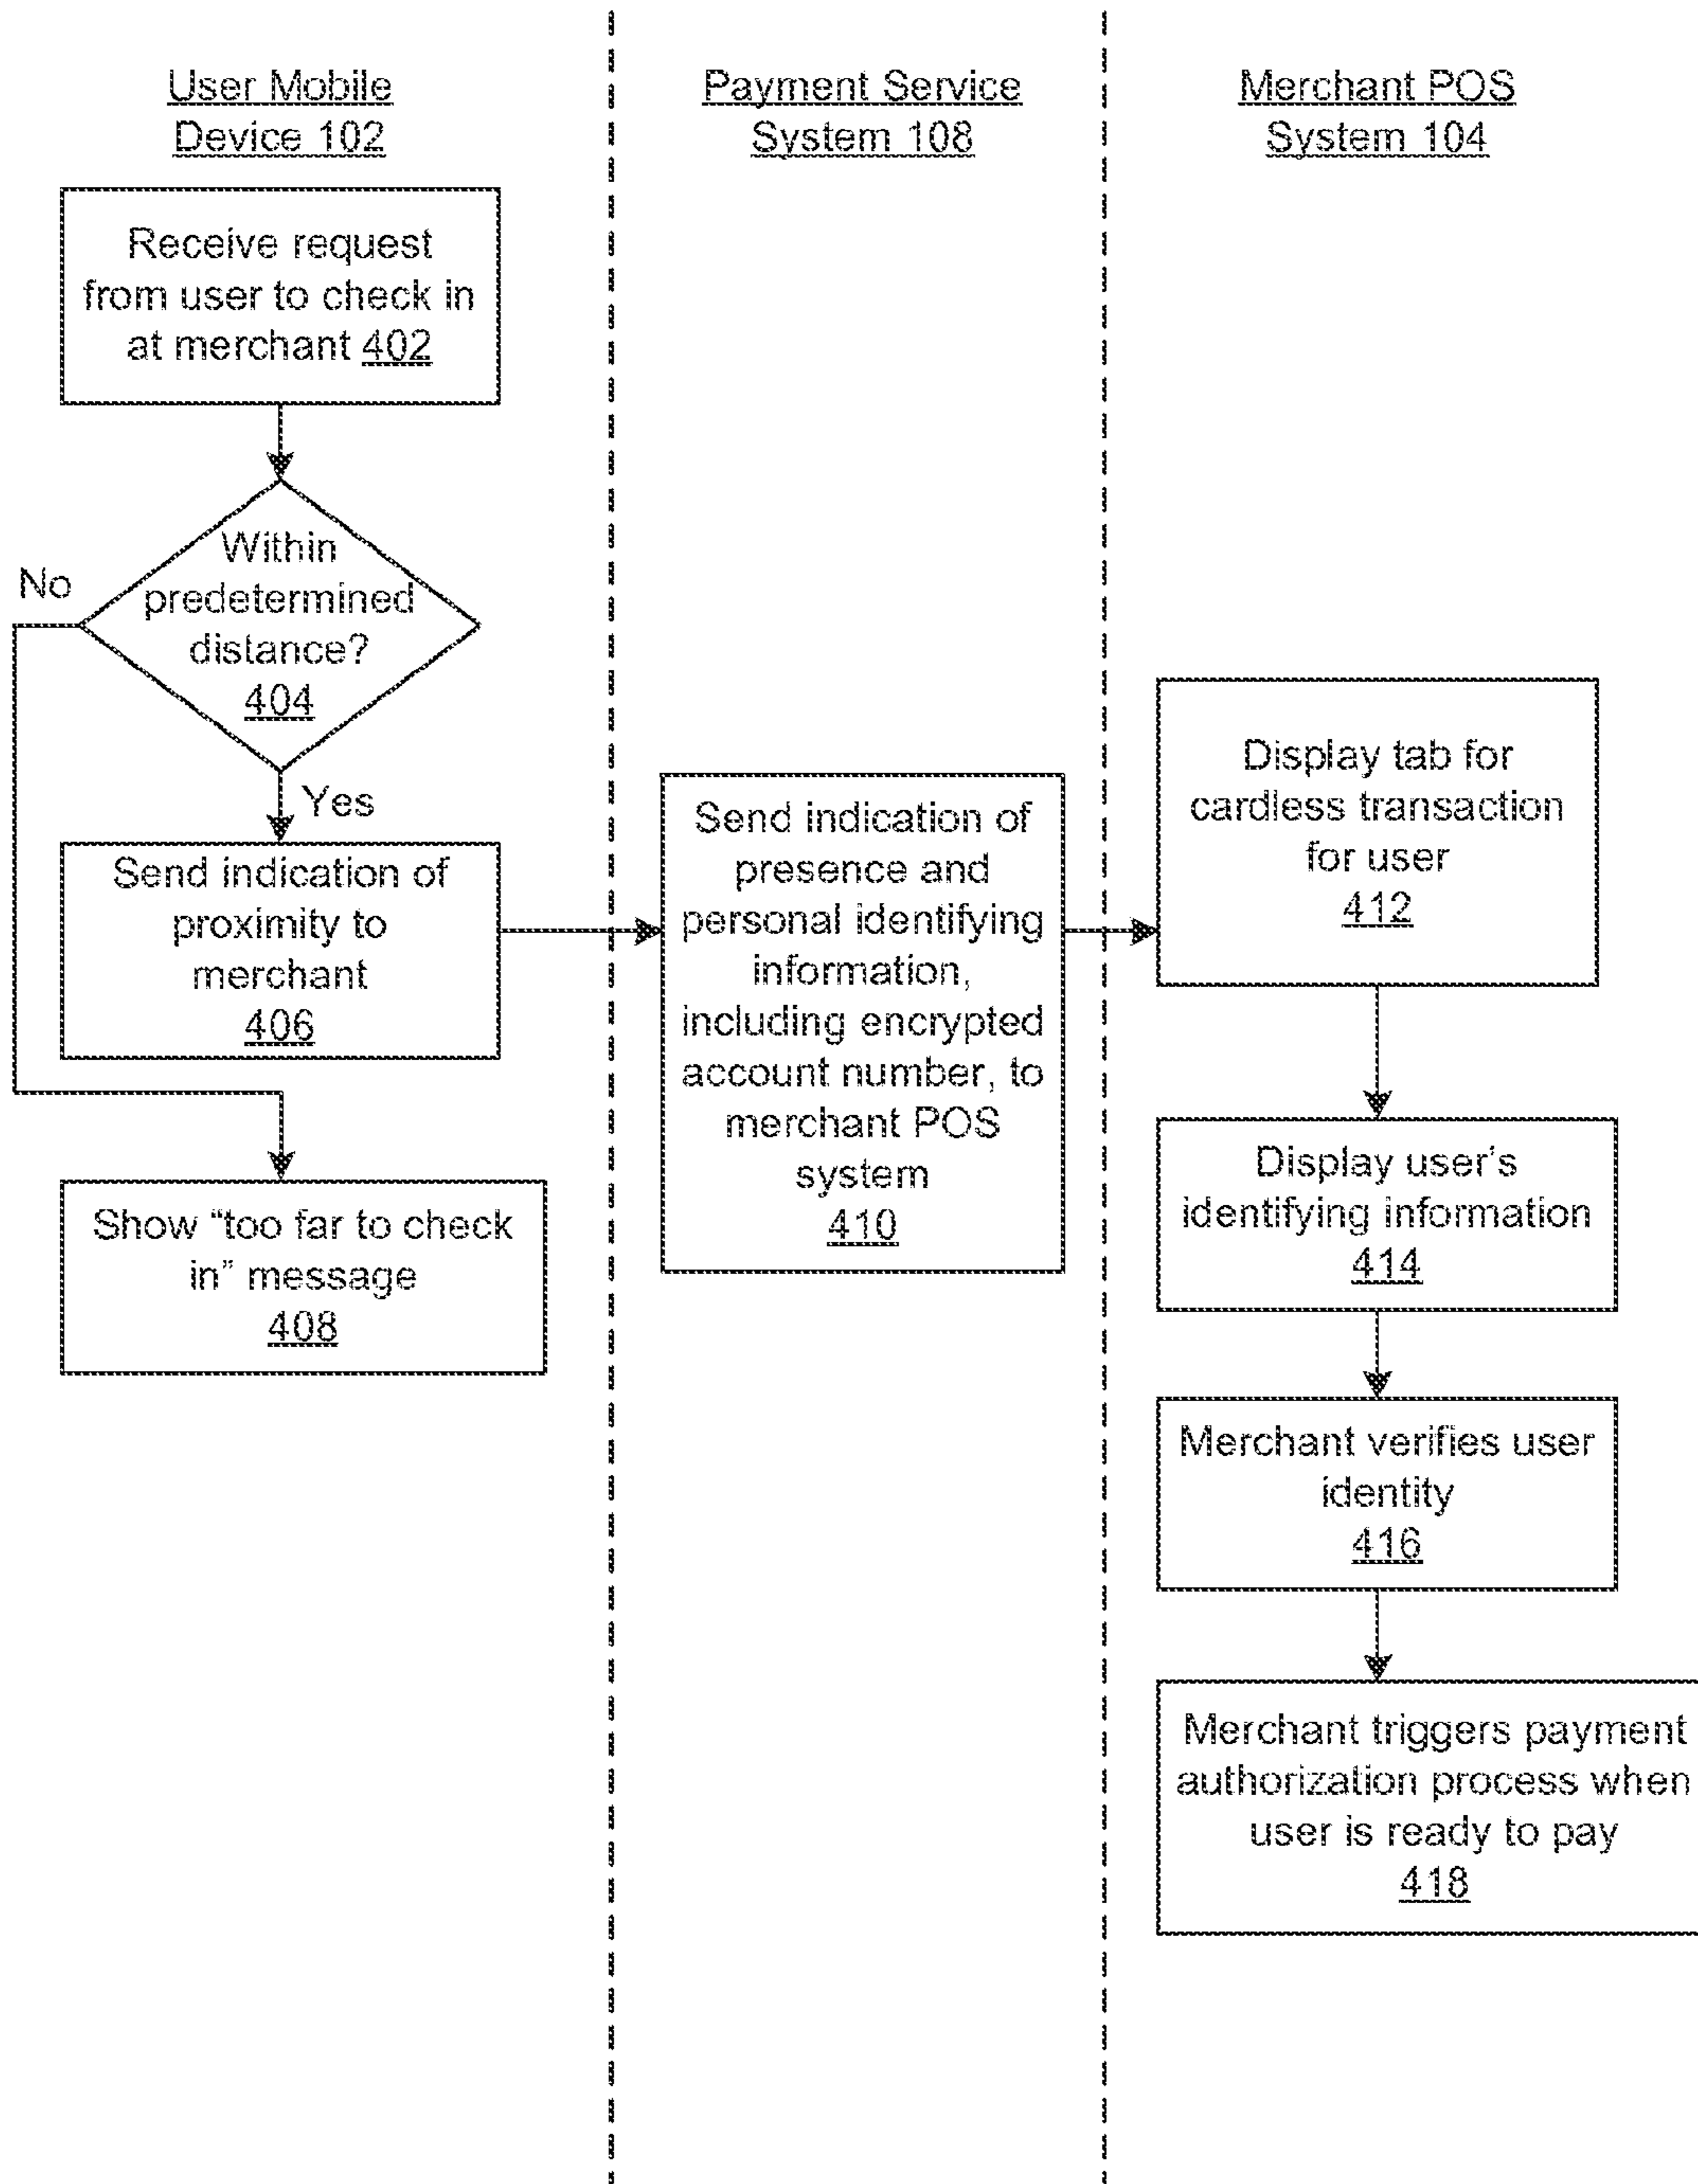 User Mobile
Device 102
Payment Service
System 108
Merchant POS
System 104
Receive request
from user to check in
at merchant 402
No
Within
predetermined
distance?
404
Yes
Send indication of
proximity to
merchant
406
Show “too far to check
in” message
408
Send indication of
presence and
personal identifying
information,
including encrypted
account number, to
merchant POS
system
410
Display tab for
cardless transaction
for user
412
Display user’s
identifying information
414
Merchant verifies user
identity
416
Merchant triggers payment
authorization process when
user is ready to pay
418